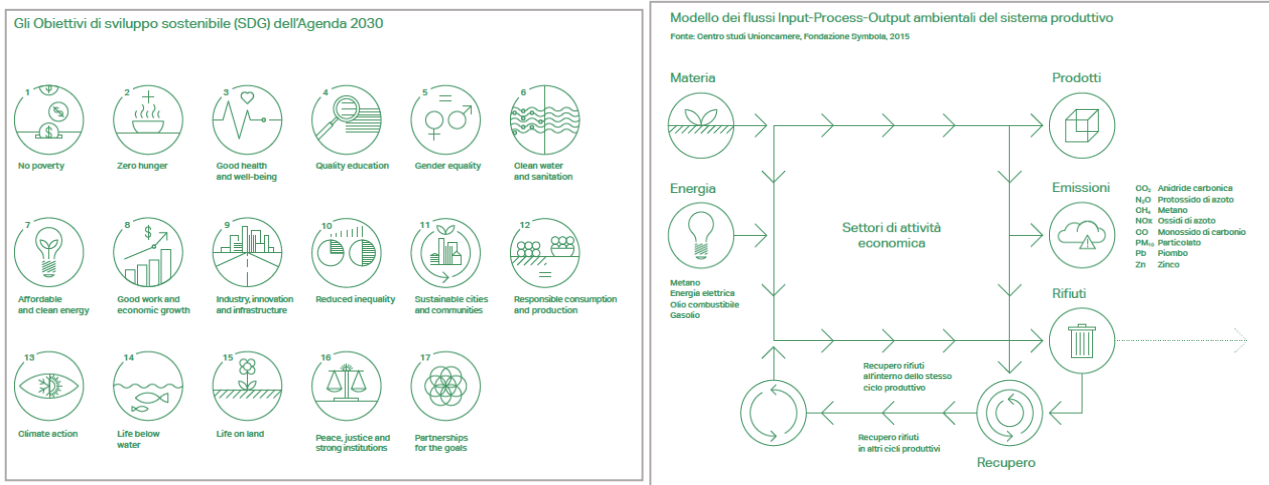 Gli Obiettivi di sviluppo sostenibile (SDG) dell'Agenda 2030
1
2
3
4
5
6
No poverty
Zero hunger
Good health
and well-being
Quality education
Gender equality
Clean water
and sanitation
7
8
9
10
11
12
Affordable
and clean energy
Good work and
economic growth
Industry, innovation
and infrastructure
Reduced inequality
Sustainable cities
and communities
Responsible consumption
and production
13
14
15
16
17
Climate action
Life below
water
Life on land
Peace, justice and
strong institutions
Partnerships
for the goals
Modello dei flussi Input-Process-Output ambientali del sistema produttivo
Fonte: Centro studi Unioncamere, Fondazione Symbola, 2015
Materia
Prodotti
Energia
Metano
Energia elettrica
Olio combustibile
Gasolio
Settori di attività
economica
Emissioni
CO₂ Anidride carbonica
N₂O Protossido di azoto
CH₄ Metano
NOx Ossidi di azoto
CO Monossido di carbonio
PM₁₀ Particolato
Pb Piombo
Zn Zinco
Rifiuti
Recupero rifiuti
all'interno dello stesso
ciclo produttivo
Recupero rifiuti
in altri cicli produttivi
Recupero